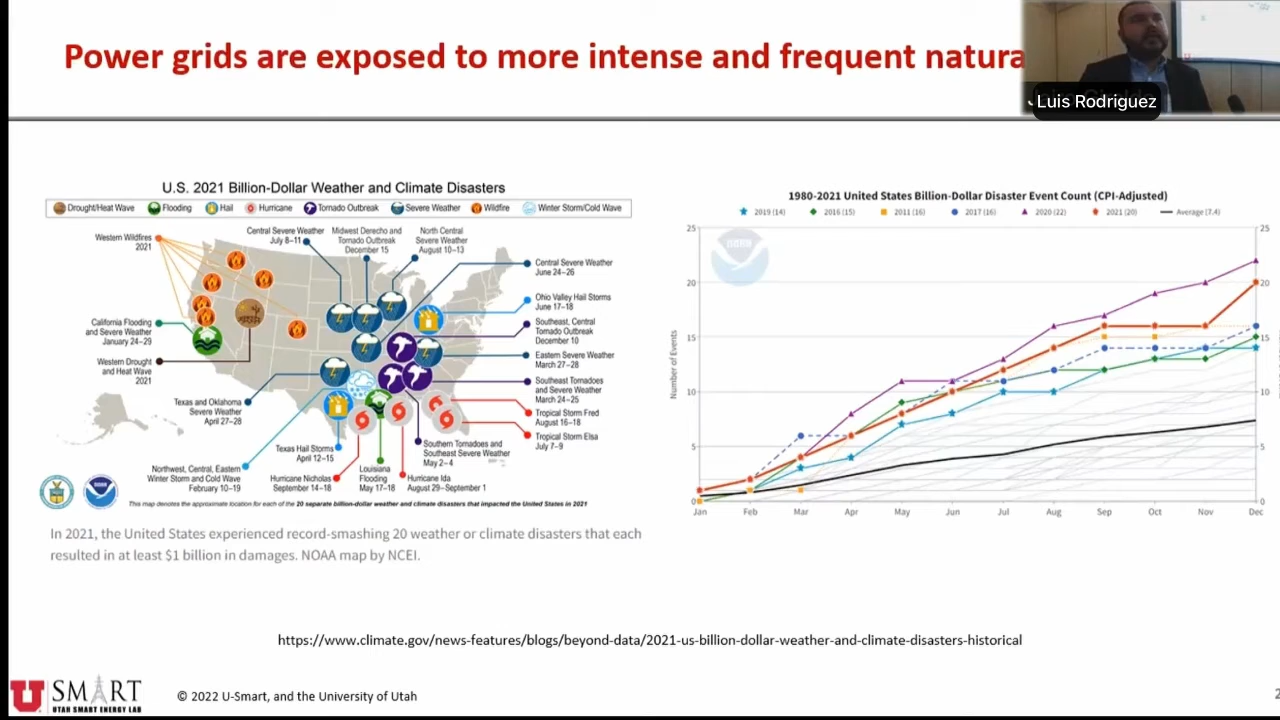 Power grids are exposed to more intense and frequent natura
Luis Rodriguez
U.S. 2021 Billion-Dollar Weather and Climate Disasters
Drought/Heat Wave Flooding Hail Hurricane Tornado Outbreak Severe Weather Wildfire Winter Storm/Cold Wave
Western Wildfires
2021
Central Severe Weather
July 8–11
Midwest Derecho and
Tornado Outbreak
December 15
North Central
Severe Weather
August 10–13
Central Severe Weather
June 24–26
Ohio Valley Hail Storms
June 17–18
Southeast, Central
Tornado Outbreak
December 10
Eastern Severe Weather
March 27–28
Southeast Tornadoes
and Severe Weather
March 24–25
Tropical Storm Fred
August 16–18
Tropical Storm Elsa
July 7–9
California Flooding
and Severe Weather
January 24–29
Western Drought
and Heat Wave
2021
Texas and Oklahoma
Severe Weather
April 27–28
Texas Hail Storms
April 12–15
Southern Tornadoes and
Southeast Severe Weather
May 2–4
Northwest, Central, Eastern
Winter Storm and Cold Wave
February 10–19
Hurricane Nicholas
September 14–18
Louisiana
Flooding
May 17–18
Hurricane Ida
August 29–September 1
This map denotes the approximate location for each of the 20 separate billion-dollar weather and climate disasters that impacted the United States in 2021
In 2021, the United States experienced record-smashing 20 weather or climate disasters that each
resulted in at least $1 billion in damages. NOAA map by NCEI.
1980-2021 United States Billion-Dollar Disaster Event Count (CPI-Adjusted)
2019 (14) 2016 (15) 2011 (16) 2017 (16) 2020 (22) 2021 (20) Average (7.4)
Number of Events
25 25
20 20
15 15
10 10
5 5
0 0
Jan Feb Mar Apr May Jun Jul Aug Sep Oct Nov Dec
https://www.climate.gov/news-features/blogs/beyond-data/2021-us-billion-dollar-weather-and-climate-disasters-historical
U SMART
UTAH SMART ENERGY LAB
© 2022 U-Smart, and the University of Utah
2